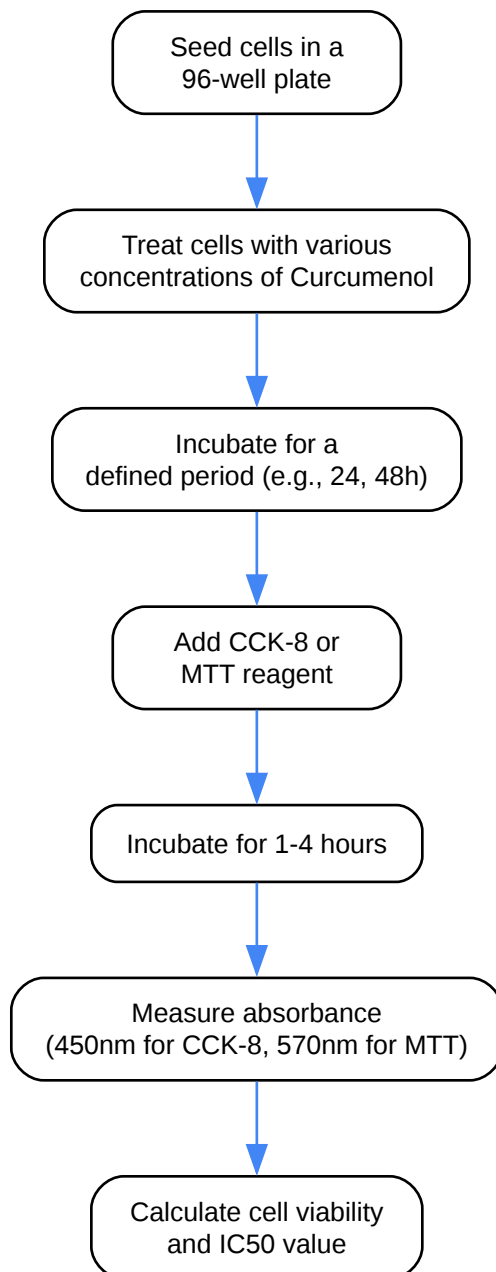 Seed cells in a
96-well plate
Treat cells with various
concentrations of Curcumenol
Incubate for a
defined period (e.g., 24, 48h)
Add CCK-8 or
MTT reagent
Incubate for 1-4 hours
Measure absorbance
(450nm for CCK-8, 570nm for MTT)
Calculate cell viability
and IC50 value